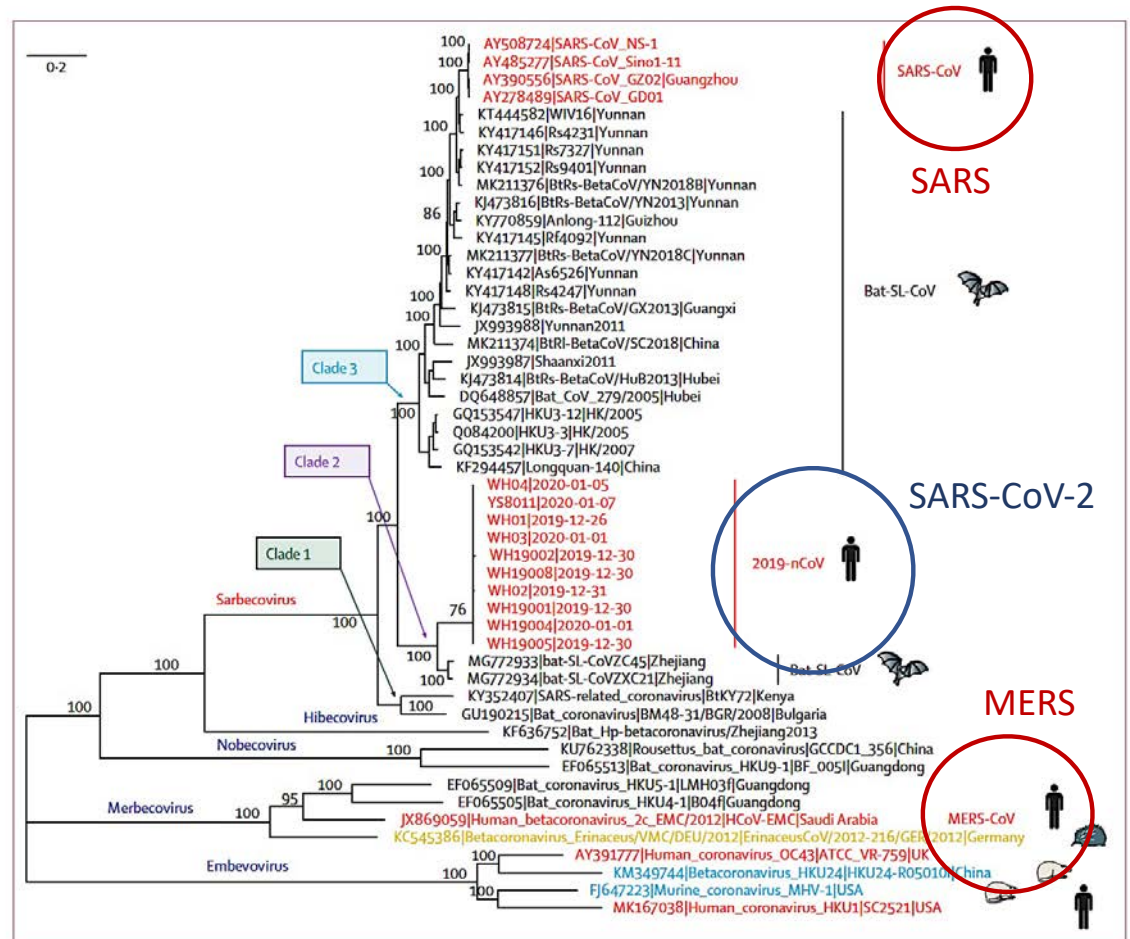 0·2
100
AY508724|SARS-CoV_NS-1
100
AY485277|SARS-CoV_Sino1-11
AY390556|SARS-CoV_GZ02|Guangzhou
100
AY278489|SARS-CoV_GD01
SARS-CoV
SARS
KT444582|WIV16|Yunnan
100
KY417146|Rs4231|Yunnan
KY417151|Rs7327|Yunnan
KY417152|Rs9401|Yunnan
100
MK211376|BtRs-BetaCoV/YN2018B|Yunnan
KJ473816|BtRs-BetaCoV/YN2013|Yunnan
86
KY770859|Anlong-112|Guizhou
KY417145|Rf4092|Yunnan
100
MK211377|BtRs-BetaCoV/YN2018C|Yunnan
KY417142|As6526|Yunnan
KY417148|Rs4247|Yunnan
Bat-SL-CoV
100
KJ473815|BtRs-BetaCoV/GX2013|Guangxi
100
JX993988|Yunnan2011
100
MK211374|BtRl-BetaCoV/SC2018|China
JX993987|Shaanxi2011
Clade 3
KJ473814|BtRs-BetaCoV/HuB2013|Hubei
DQ648857|Bat_CoV_279/2005|Hubei
100
GQ153547|HKU3-12|HK/2005
Q084200|HKU3-3|HK/2005
GQ153542|HKU3-7|HK/2007
Clade 2
KF294457|Longquan-140|China
WH04|2020-01-05
SARS-CoV-2
YS8011|2020-01-07
100
WH01|2019-12-26
WH03|2020-01-01
Clade 1
WH19002|2019-12-30
2019-nCoV
WH19008|2019-12-30
WH02|2019-12-31
Sarbecovirus
76
WH19001|2019-12-30
100
WH19004|2020-01-01
WH19005|2019-12-30
100
MG772933|bat-SL-CoVZC45|Zhejiang
Bat-SL-CoV
100
100
MG772934|bat-SL-CoVZXC21|Zhejiang
KY352407|SARS-related_coronavirus|BtKY72|Kenya
MERS
100
100
GU190215|Bat_coronavirus|BM48-31/BGR/2008|Bulgaria
Hibecovirus
KF636752|Bat_Hp-betacoronavirus/Zhejiang2013
Nobecovirus
KU762338|Rousettus_bat_coronavirus|GCCDC1_356|China
100
EF065513|Bat_coronavirus_HKU9-1|BF_005I|Guangdong
100
EF065509|Bat_coronavirus_HKU5-1|LMH03f|Guangdong
Merbecovirus
95
EF065505|Bat_coronavirus_HKU4-1|B04f|Guangdong
100
JX869059|Human_betacoronavirus_2c_EMC/2012|HCoV-EMC|Saudi Arabia
MERS-CoV
KC545386|Betacoronavirus_Erinaceus/VMC/DEU/2012|ErinaceusCoV/2012-216/GER/2012|Germany
Embevovirus
100
AY391777|Human_coronavirus_OC43|ATCC_VR-759|UK
100
KM349744|Betacoronavirus_HKU24|HKU24-R05010I|China
100
FJ647223|Murine_coronavirus_MHV-1|USA
MK167038|Human_coronavirus_HKU1|SC2521|USA